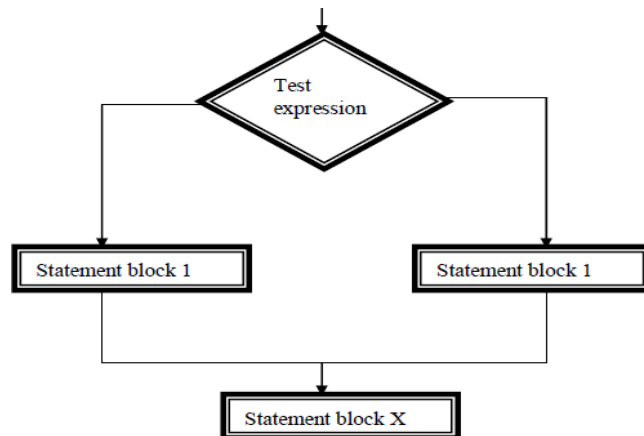 Test
expression
Statement block 1
Statement block 1
Statement block X